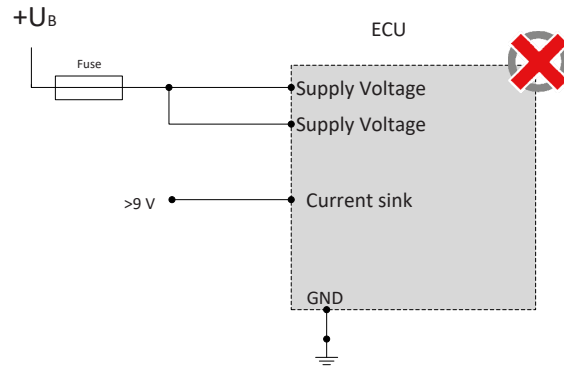 +UB
ECU
Fuse
Supply Voltage
Supply Voltage
>9 V
Current sink
GND